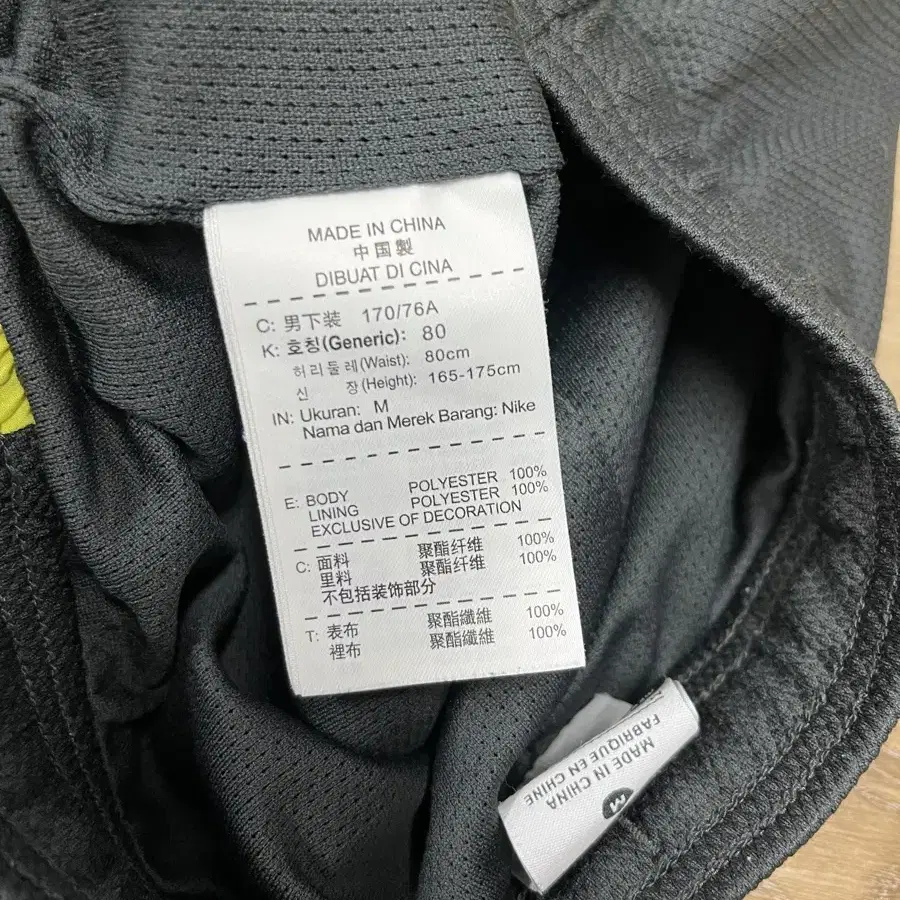 MADE IN CHINA
中国製
DIBUAT DI CINA
C: 男下装 170/76A
K: 호칭(Generic): 80
허리둘레(Waist): 80cm
신 장(Height): 165-175cm
IN: Ukuran: M
Nama dan Merek Barang: Nike
E: BODY POLYESTER 100%
LINING POLYESTER 100%
EXCLUSIVE OF DECORATION
C: 面料 聚酯纤维 100%
里料 聚酯纤维 100%
不包括装饰部分
T: 表布 聚酯纖維 100%
裡布 聚酯纖維 100%
M
MADE IN CHINA
FABRIQUE EN CHINE